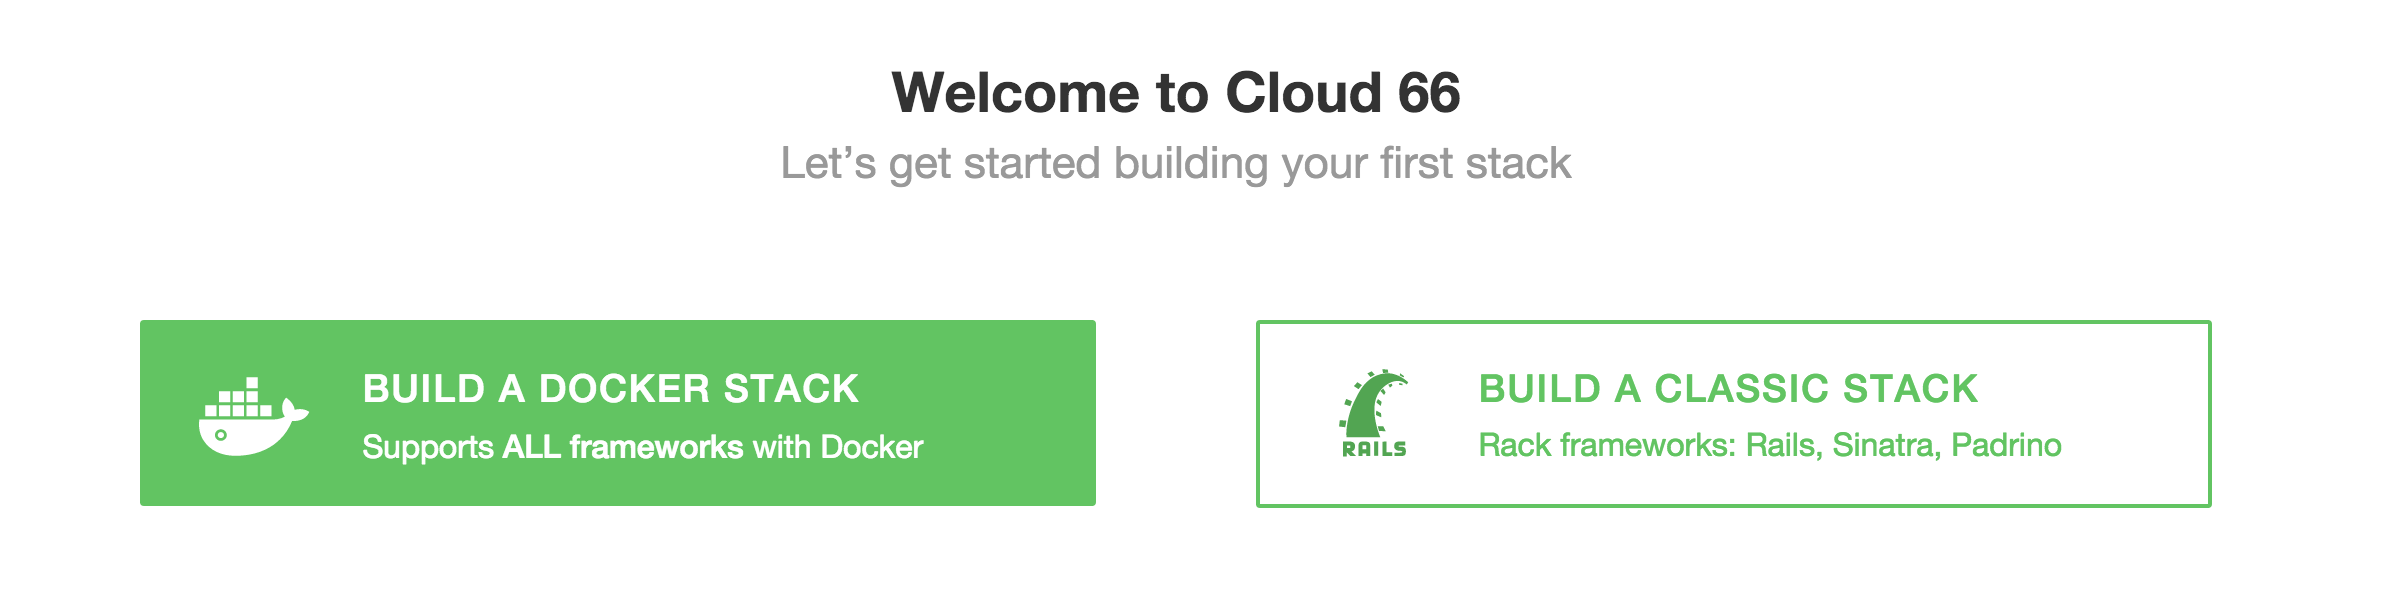 Welcome to Cloud 66
Let’s get started building your first stack
BUILD A DOCKER STACK
Supports ALL frameworks with Docker
RAILS
BUILD A CLASSIC STACK
Rack frameworks: Rails, Sinatra, Padrino